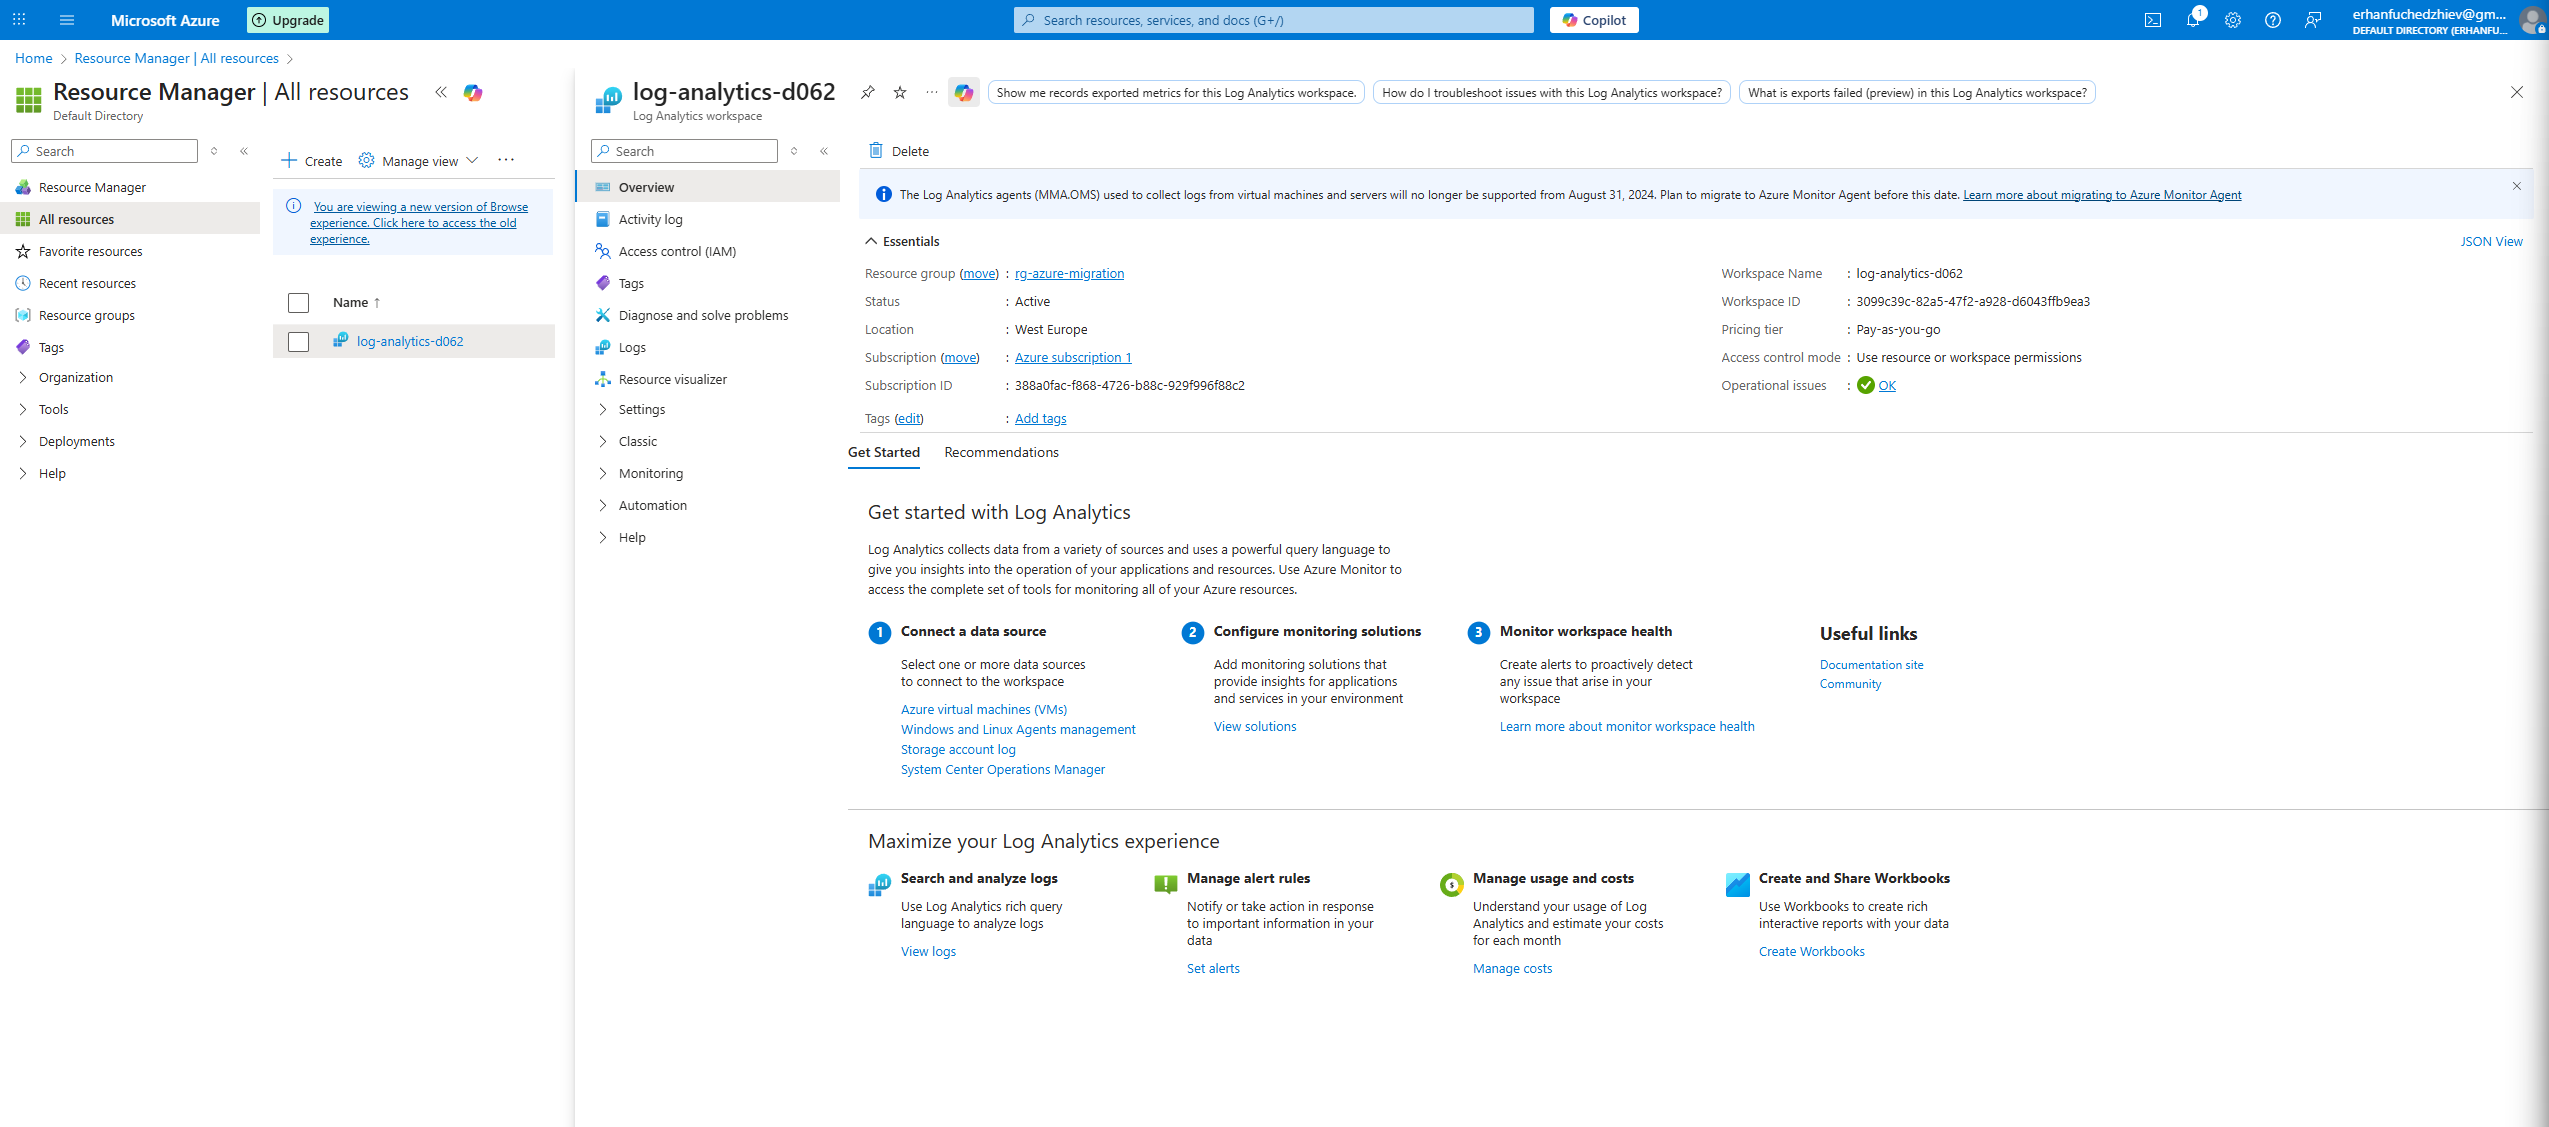 Microsoft Azure
Upgrade
Search resources, services, and docs (G+/)
Copilot
1
erhanfuchedzhiev@gm...
DEFAULT DIRECTORY (ERHANFU...
Home > Resource Manager | All resources >
Resource Manager | All resources
Default Directory
Search
Resource Manager
All resources
Favorite resources
Recent resources
Resource groups
Tags
Organization
Tools
Deployments
Help
Create
Manage view
You are viewing a new version of Browse
experience. Click here to access the old
experience.
Name ↑
log-analytics-d062
log-analytics-d062
Log Analytics workspace
Show me records exported metrics for this Log Analytics workspace.
How do I troubleshoot issues with this Log Analytics workspace?
What is exports failed (preview) in this Log Analytics workspace?
Search
Overview
Activity log
Access control (IAM)
Tags
Diagnose and solve problems
Logs
Resource visualizer
Settings
Classic
Monitoring
Automation
Help
Delete
The Log Analytics agents (MMA,OMS) used to collect logs from virtual machines and servers will no longer be supported from August 31, 2024. Plan to migrate to Azure Monitor Agent before this date. Learn more about migrating to Azure Monitor Agent
Essentials
JSON View
Resource group (move) : rg-azure-migration
Status : Active
Location : West Europe
Subscription (move) : Azure subscription 1
Subscription ID : 388a0fac-f868-4726-b88c-929f996f88c2
Tags (edit) : Add tags
Workspace Name : log-analytics-d062
Workspace ID : 3099c39c-82a5-47f2-a928-d6043ffb9ea3
Pricing tier : Pay-as-you-go
Access control mode : Use resource or workspace permissions
Operational issues : OK
Get Started
Recommendations
Get started with Log Analytics
Log Analytics collects data from a variety of sources and uses a powerful query language to
give you insights into the operation of your applications and resources. Use Azure Monitor to
access the complete set of tools for monitoring all of your Azure resources.
1 Connect a data source
Select one or more data sources
to connect to the workspace
Azure virtual machines (VMs)
Windows and Linux Agents management
Storage account log
System Center Operations Manager
2 Configure monitoring solutions
Add monitoring solutions that
provide insights for applications
and services in your environment
View solutions
3 Monitor workspace health
Create alerts to proactively detect
any issue that arise in your
workspace
Learn more about monitor workspace health
Useful links
Documentation site
Community
Maximize your Log Analytics experience
Search and analyze logs
Use Log Analytics rich query
language to analyze logs
View logs
Manage alert rules
Notify or take action in response
to important information in your
data
Set alerts
Manage usage and costs
Understand your usage of Log
Analytics and estimate your costs
for each month
Manage costs
Create and Share Workbooks
Use Workbooks to create rich
interactive reports with your data
Create Workbooks